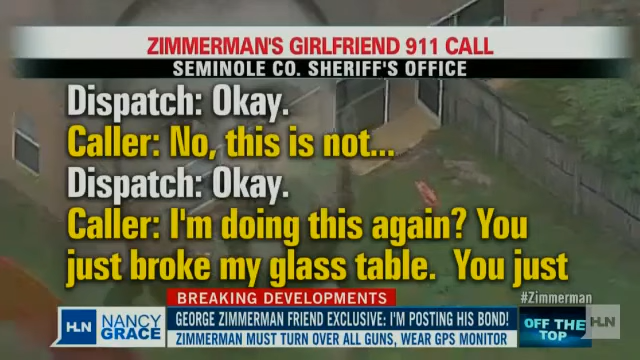 ZIMMERMAN'S GIRLFRIEND 911 CALL
SEMINOLE CO. SHERIFF'S OFFICE
Dispatch: Okay.
Caller: No, this is not...
Dispatch: Okay.
Caller: I'm doing this again? You
just broke my glass table. You just
#Zimmerman
BREAKING DEVELOPMENTS
HLN
NANCY
GRACE
GEORGE ZIMMERMAN FRIEND EXCLUSIVE: I'M POSTING HIS BOND!
ZIMMERMAN MUST TURN OVER ALL GUNS, WEAR GPS MONITOR
OFF THE
TOP
HLN